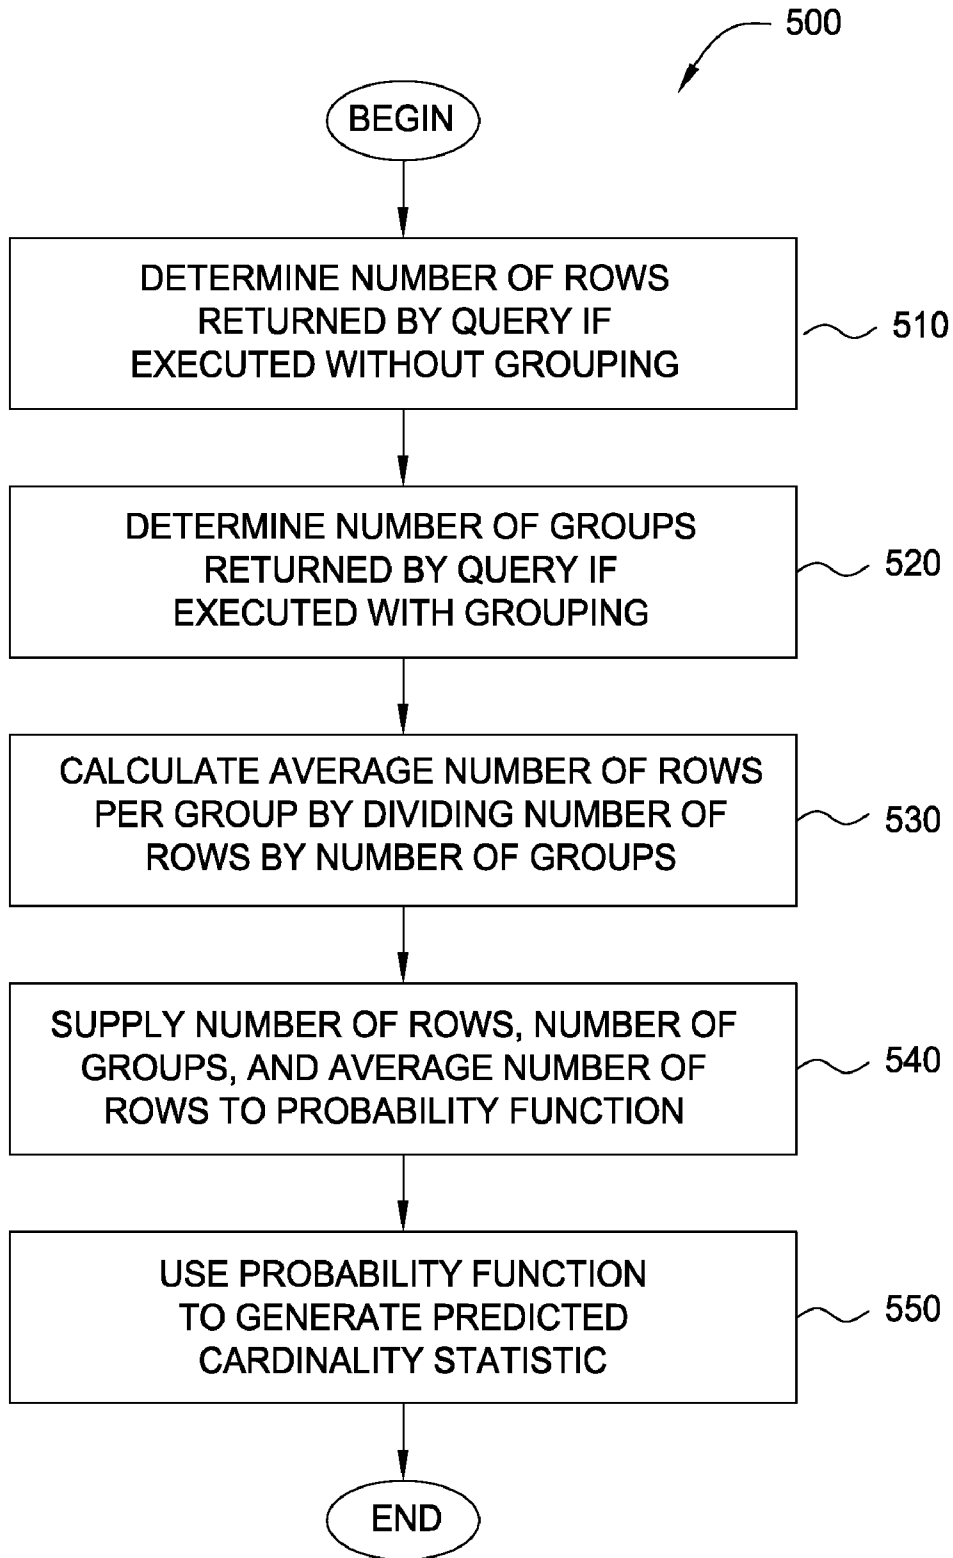 500
BEGIN
DETERMINE NUMBER OF ROWS
RETURNED BY QUERY IF
EXECUTED WITHOUT GROUPING
510
DETERMINE NUMBER OF GROUPS
RETURNED BY QUERY IF
EXECUTED WITH GROUPING
520
CALCULATE AVERAGE NUMBER OF ROWS
PER GROUP BY DIVIDING NUMBER OF
ROWS BY NUMBER OF GROUPS
530
SUPPLY NUMBER OF ROWS, NUMBER OF
GROUPS, AND AVERAGE NUMBER OF
ROWS TO PROBABILITY FUNCTION
540
USE PROBABILITY FUNCTION
TO GENERATE PREDICTED
CARDINALITY STATISTIC
550
END